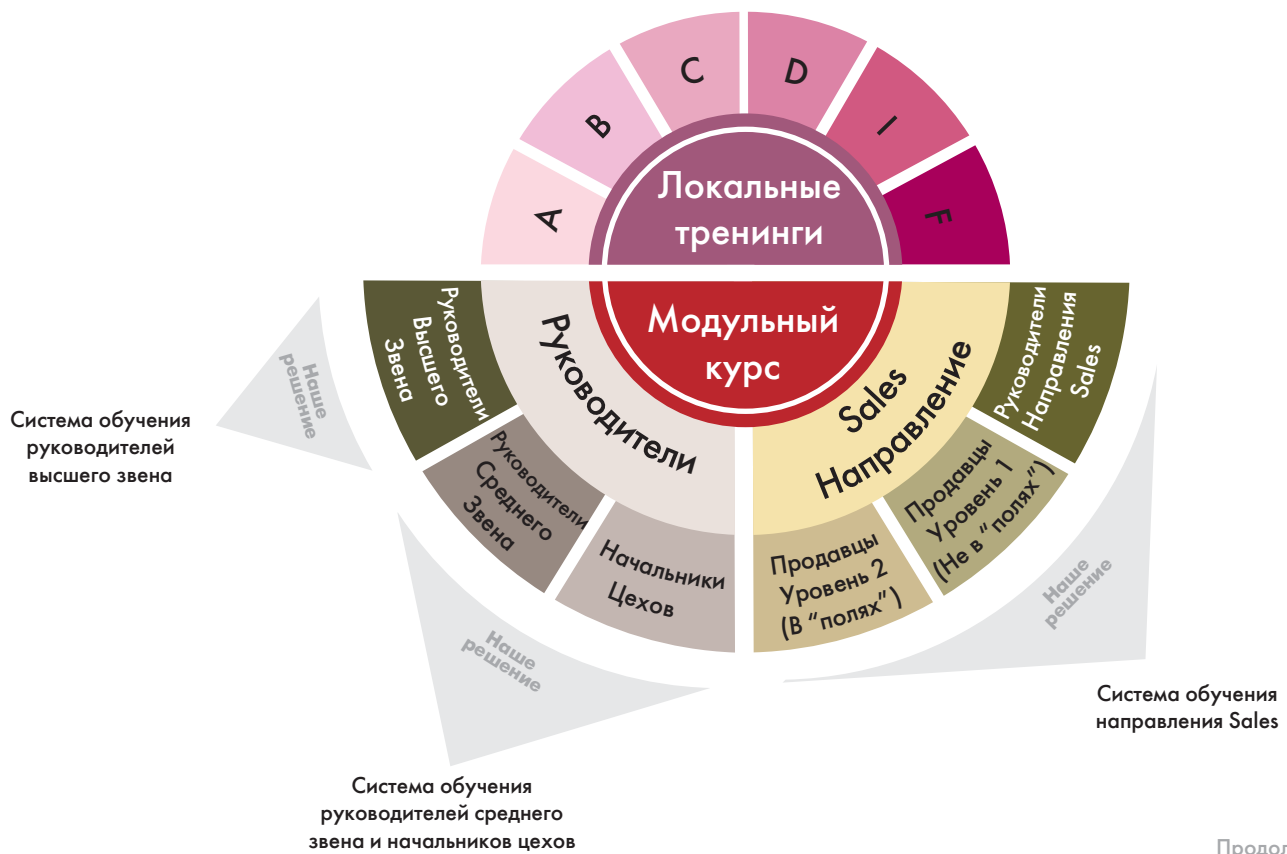 A
B
C
D
I
F
Локальные
тренинги
Модульный
курс
Руководители
Sales
Направление
Руководители
Высшего
Звена
Руководители
Среднего
Звена
Начальники
Цехов
Продавцы
Уровень 2
(В “полях”)
Продавцы
Уровень 1
(Не в “полях”)
Руководители
Направления
Sales
Наше
решение
Система обучения
руководителей
высшего звена
Наше
решение
Система обучения
руководителей среднего
звена и начальников цехов
Наше
решение
Система обучения
направления Sales